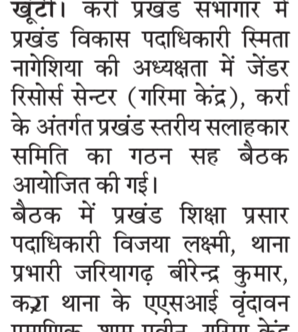 खूंटी। कर्रा प्रखंड सभागार में
प्रखंड विकास पदाधिकारी स्मिता
नागेशिया की अध्यक्षता में जेंडर
रिसोर्स सेन्टर (गरिमा केंद्र), कर्रा
के अंतर्गत प्रखंड स्तरीय सलाहकार
समिति का गठन सह बैठक
आयोजित की गई।
बैठक में प्रखंड शिक्षा प्रसार
पदाधिकारी विजया लक्ष्मी, थाना
प्रभारी जरियागढ़ बीरेन्द्र कुमार,
थाना के एएसआई वृंदावन